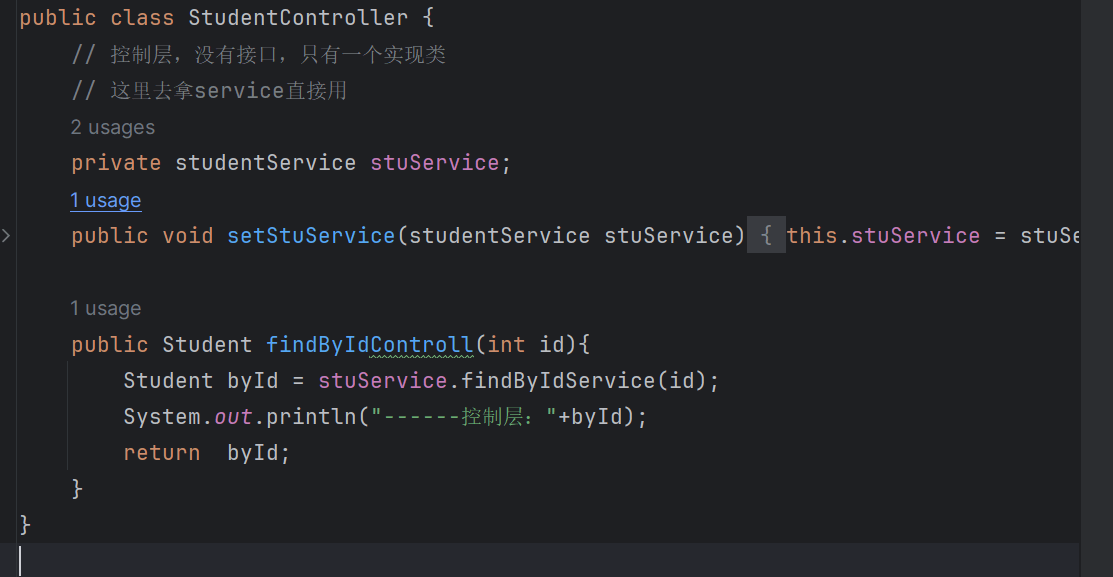 public class StudentController {
// 控制层，没有接口，只有一个实现类
// 这里去拿service直接用
2 usages
private studentService stuService;
1 usage
public void setStuService(studentService stuService) { this.stuService = stuSe
1 usage
public Student findByIdControll(int id){
Student byId = stuService.findByIdService(id);
System.out.println("------控制层："+byId);
return  byId;
}
}